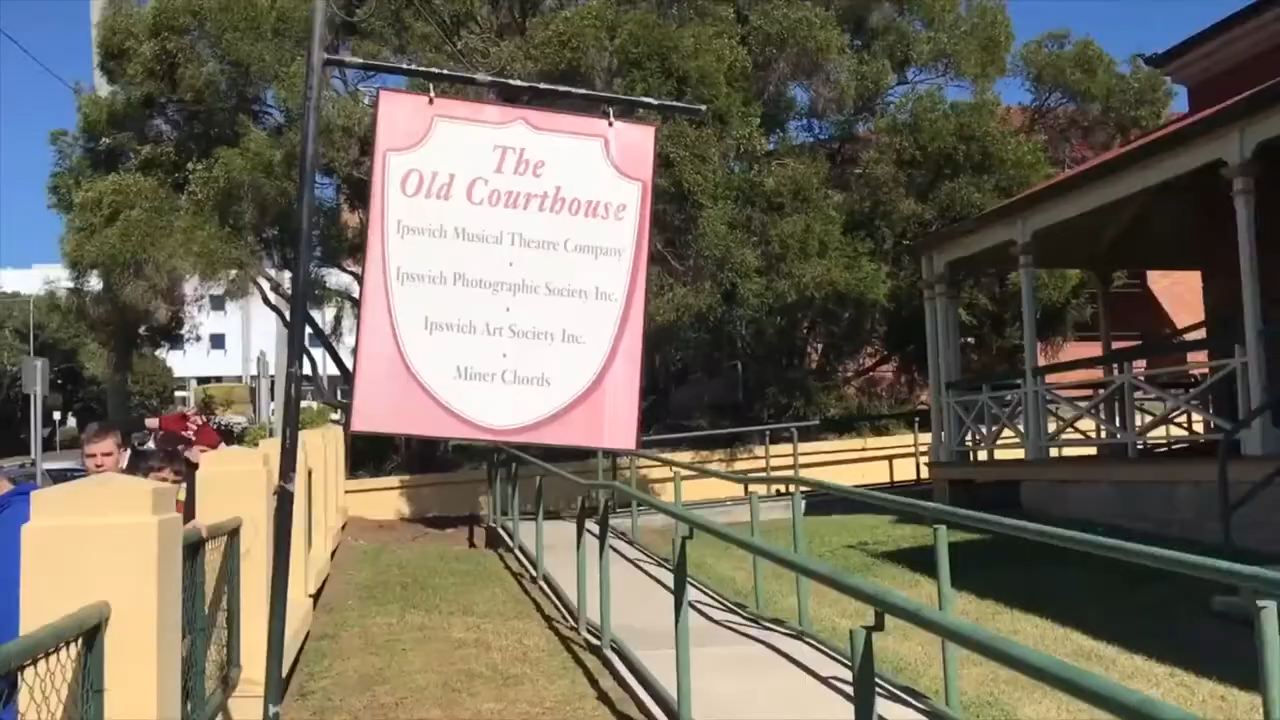 The
Old Courthouse
Ipswich Musical Theatre Company
·
Ipswich Photographic Society Inc.
·
Ipswich Art Society Inc.
·
Miner Chords